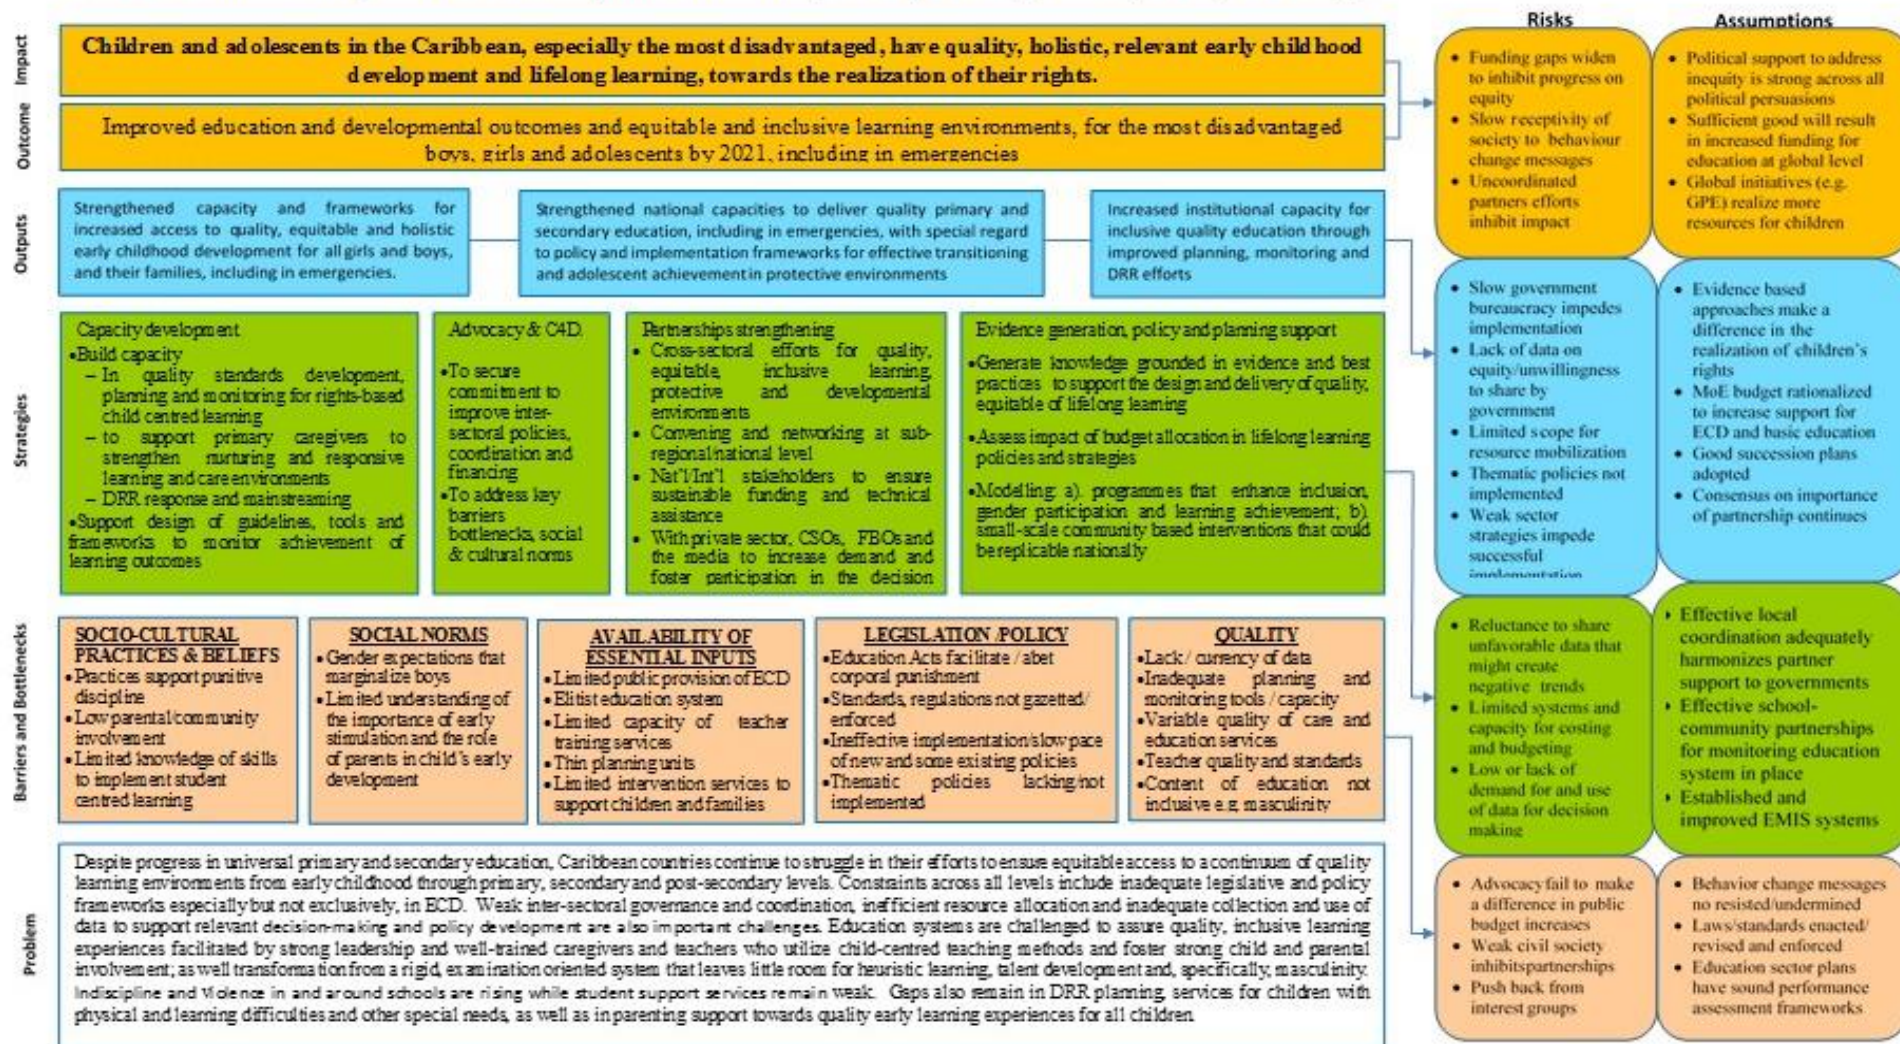 Impact
Children and adolescents in the Caribbean, especially the most disadvantaged, have quality, holistic, relevant early childhood
development and lifelong learning, towards the realization of their rights.
Outcome
Improved education and developmental outcomes and equitable and inclusive learning environments, for the most disadvantaged
boys, girls and adolescents by 2021, including in emergencies
Outputs
Strengthened capacity and frameworks for
increased access to quality, equitable and holistic
early childhood development for all girls and boys,
and their families, including in emergencies.
Strengthened national capacities to deliver quality primary and
secondary education, including in emergencies, with special regard
to policy and implementation frameworks for effective transitioning
and adolescent achievement in protective environments
Increased institutional capacity for
inclusive quality education through
improved planning, monitoring and
DRR efforts
Strategies
Capacity development
•Build capacity
– In quality standards development,
planning and monitoring for rights-based
child centred learning
– to support primary caregivers to
strengthen nurturing and responsive
learning and care environments
– DRR response and mainstreaming
•Support design of guidelines, tools and
frameworks to monitor achievement of
learning outcomes
Advocacy & C4D.
•To secure
commitment to
improve inter-
sectoral policies,
coordination and
financing
•To address key
barriers
bottlenecks, social
& cultural norms
Partnerships strengthening
• Cross-sectoral efforts for quality,
equitable, inclusive learning,
protective and developmental
environments
• Convening and networking at sub-
regional/national level
• Nat'l/Int'l stakeholders to ensure
sustainable funding and technical
assistance
• With private sector, CSOs, FBOs and
the media to increase demand and
foster participation in the decision
Evidence generation, policy and planning support
•Generate knowledge grounded in evidence and best
practices to support the design and delivery of quality,
equitable of lifelong learning
•Assess impact of budget allocation in lifelong learning
policies and strategies
•Modelling: a). programmes that enhance inclusion,
gender participation and learning achievement; b)
small-scale community based interventions that could
be replicable nationally
Barriers and Bottlenecks
SOCIO-CULTURAL
PRACTICES & BELIEFS
•Practices support punitive
discipline
•Low parental/community
involvement
•Limited knowledge of skills
to implement student
centred learning
SOCIAL NORMS
•Gender expectations that
marginalize boys
•Limited understanding of
the importance of early
stimulation and the role
of parents in child's early
development
AVAILABILITY OF
ESSENTIAL INPUTS
•Limited public provision of ECD
•Elitist education system
•Limited capacity of teacher
training services
•Thin planning units
•Limited intervention services to
support children and families
LEGISLATION /POLICY
•Education Acts facilitate / abet
corporal punishment
•Standards, regulations not gazetted/
enforced
•Ineffective implementation/slow pace
of new and some existing policies
•Thematic policies lacking/not
implemented
QUALITY
•Lack / currency of data
•Inadequate planning and
monitoring tools / capacity
•Variable quality of care and
education services
•Teacher quality and standards
•Content of education not
inclusive e.g. masculinity
Problem
Despite progress in universal primary and secondary education, Caribbean countries continue to struggle in their efforts to ensure equitable access to a continuum of quality
learning environments from early childhood through primary, secondary and post-secondary levels. Constraints across all levels include inadequate legislative and policy
frameworks especially but not exclusively, in ECD. Weak inter-sectoral governance and coordination, inefficient resource allocation and inadequate collection and use of
data to support relevant decision-making and policy development are also important challenges. Education systems are challenged to assure quality, inclusive learning
experiences facilitated by strong leadership and well-trained caregivers and teachers who utilize child-centred teaching methods and foster strong child and parental
involvement; as well transformation from a rigid, examination oriented system that leaves little room for heuristic learning, talent development and, specifically, masculinity.
Indiscipline and Violence in and around schools are rising while student support services remain weak. Gaps also remain in DRR planning, services for children with
physical and learning difficulties and other special needs, as well as in parenting support towards quality early learning experiences for all children.
Risks
• Funding gaps widen
to inhibit progress on
equity
• Slow receptivity of
society to behaviour
change messages
• Uncoordinated
partners efforts
inhibit impact
Assumptions
• Political support to address
inequity is strong across all
political persuasions
• Sufficient good will result
in increased funding for
education at global level
• Global initiatives (e.g.
GPE) realize more
resources for children
• Slow government
bureaucracy impedes
implementation
• Lack of data on
equity/unwillingness
to share by
government
• Limited scope for
resource mobilization
• Thematic policies not
implemented
• Weak sector
strategies impede
successful
implementation
• Evidence based
approaches make a
difference in the
realization of children's
rights
• MoE budget rationalized
to increase support for
ECD and basic education
• Good succession plans
adopted
• Consensus on importance
of partnership continues
• Reluctance to share
unfavorable data that
might create
negative trends
• Limited systems and
capacity for costing
and budgeting
• Low or lack of
demand for and use
of data for decision
making
‣ Effective local
coordination adequately
harmonizes partner
support to governments
‣ Effective school-
community partnerships
for monitoring education
system in place
‣ Established and
improved EMIS systems
• Advocacy fail to make
a difference in public
budget increases
• Weak civil society
inhibitspartnerships
• Push back from
interest groups
• Behavior change messages
no resisted/undermined
• Laws/standards enacted/
revised and enforced
• Education sector plans
have sound performance
assessment frameworks